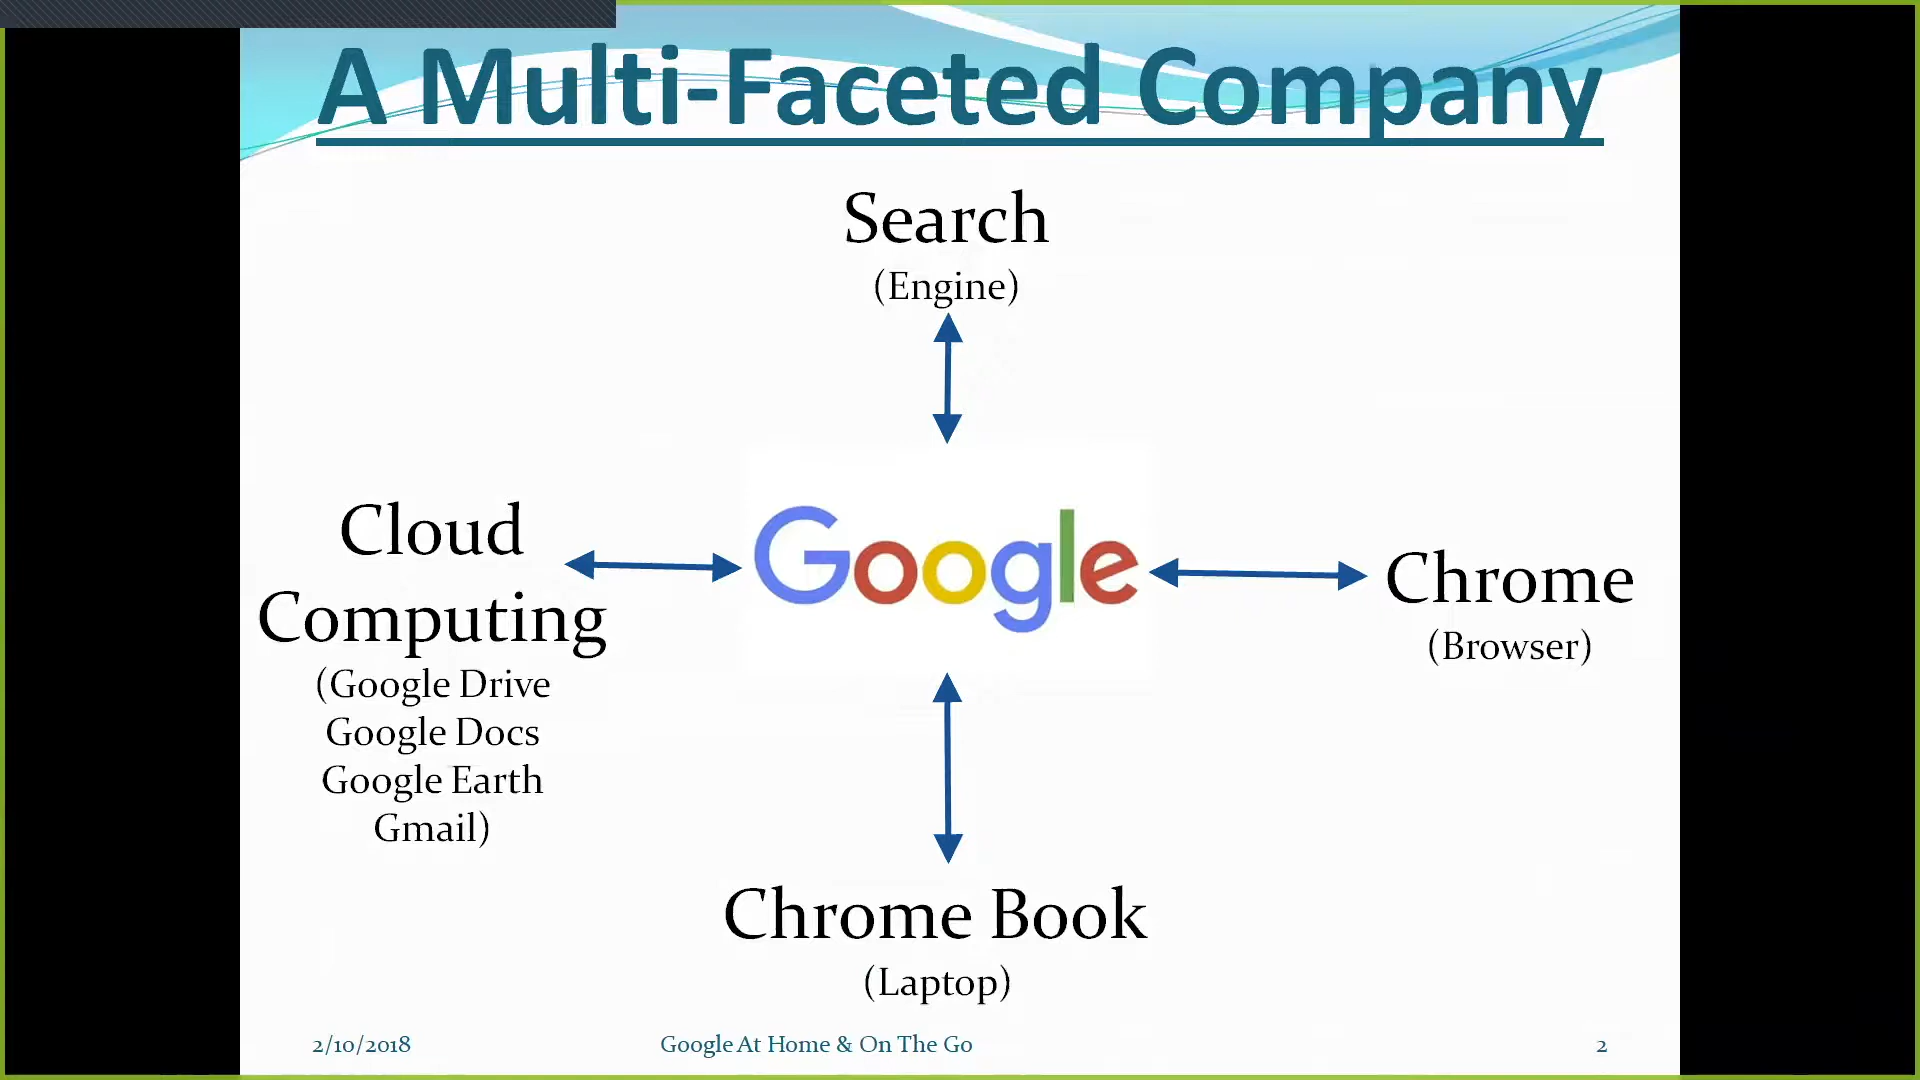 A Multi-Faceted Company
Search
(Engine)
Cloud
Computing
(Google Drive
Google Docs
Google Earth
Gmail)
Google
Chrome
(Browser)
Chrome Book
(Laptop)
2/10/2018
Google At Home & On The Go
2